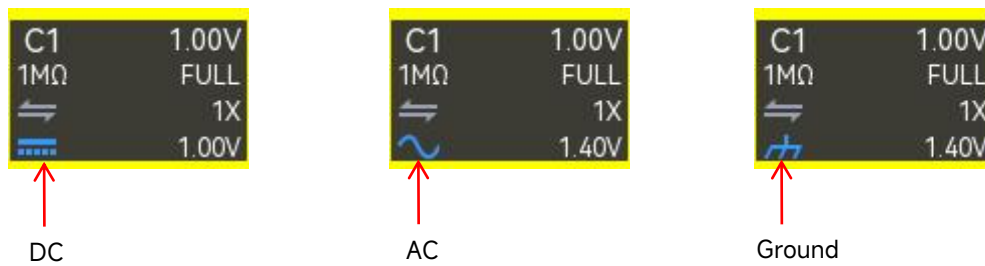 C1 1.00V
1MΩ FULL
1X
1.00V
DC
C1 1.00V
1MΩ FULL
1X
1.40V
AC
C1 1.00V
1MΩ FULL
1X
1.40V
Ground